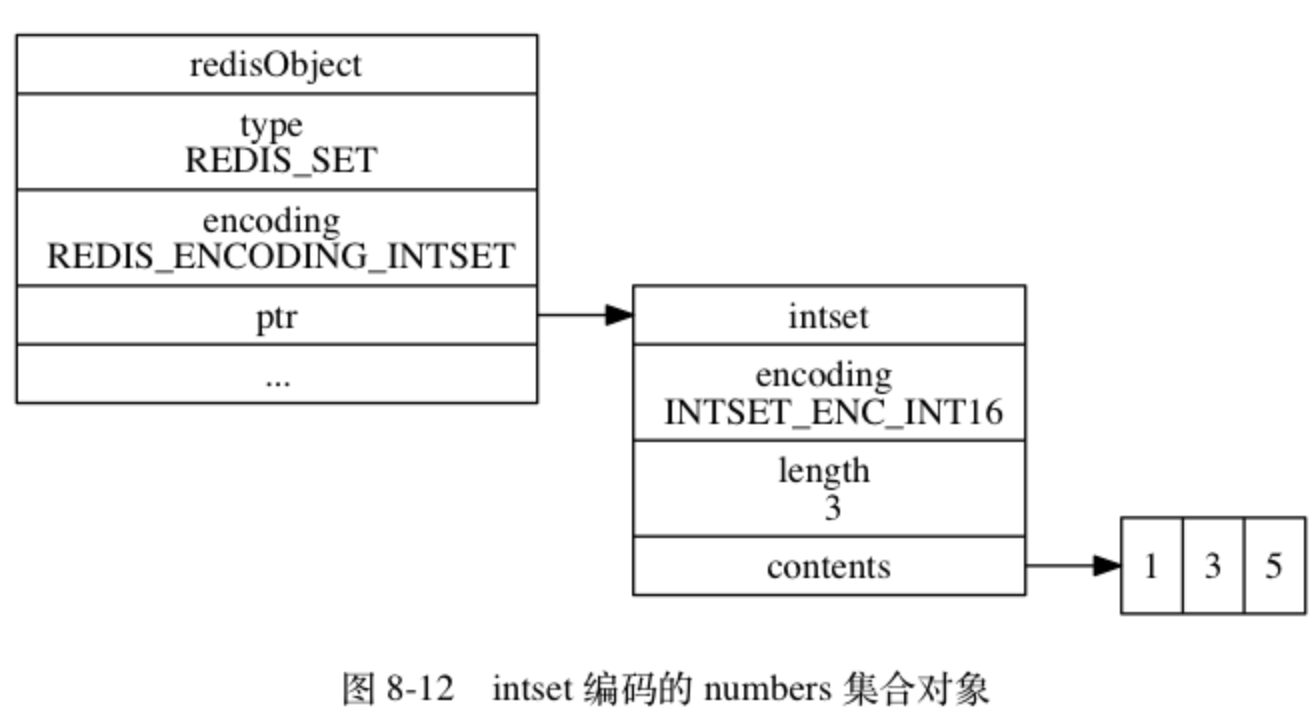 redisObject
type
REDIS_SET
encoding
REDIS_ENCODING_INTSET
ptr
...
intset
encoding
INTSET_ENC_INT16
length
3
contents
1 3 5
图 8-12 intset 编码的 numbers 集合对象